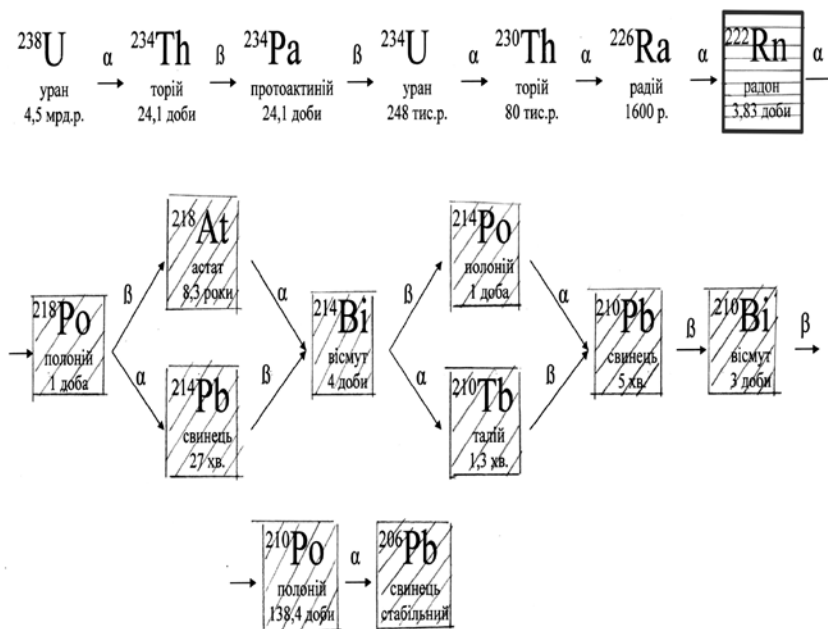 ²³⁸U α ²³⁴Th β ²³⁴Pa β ²³⁴U α ²³⁰Th α ²²⁶Ra α ²²²Rn α
уран торій протоактиній уран торій радій радон
4,5 мрд.р. 24,1 доби 24,1 доби 248 тис.р. 80 тис.р. 1600 р. 3,83 доби
²¹⁸At
астат
8,3 роки
²¹⁴Po
полоній
1 доба
β α β α
²¹⁸Po
полоній
1 доба
²¹⁴Bi
вісмут
4 доби
²¹⁰Pb
свинець
5 хв.
β
²¹⁰Bi
вісмут
3 доби
β
α β α β
²¹⁴Pb
свинець
27 хв.
²¹⁰Tb
талій
1,3 хв.
²¹⁰Po
полоній
138,4 доби
α
²⁰⁶Pb
свинець
стабільний